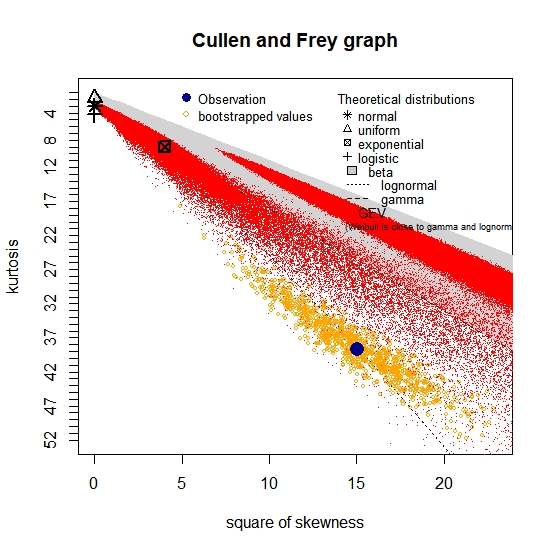 Cullen and Frey graph
Observation
bootstrapped values
Theoretical distributions
normal
uniform
exponential
logistic
beta
lognormal
gamma
GEV
(Weibull is close to gamma and lognorm
kurtosis
4
8
12
17
22
27
32
37
42
47
52
0
5
10
15
20
square of skewness